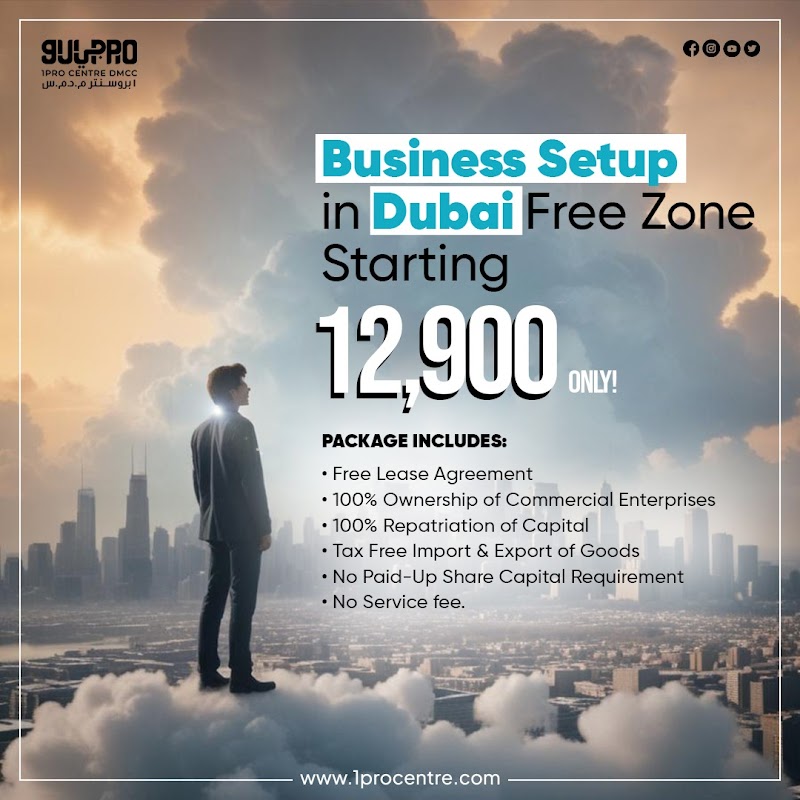 1PRO CENTRE DMCC
ابروسنتر م.د.م.س
Business Setup
in Dubai Free Zone
Starting
12,900 ONLY!
PACKAGE INCLUDES:
• Free Lease Agreement
• 100% Ownership of Commercial Enterprises
• 100% Repatriation of Capital
• Tax Free Import & Export of Goods
• No Paid-Up Share Capital Requirement
• No Service fee.
www.1procentre.com